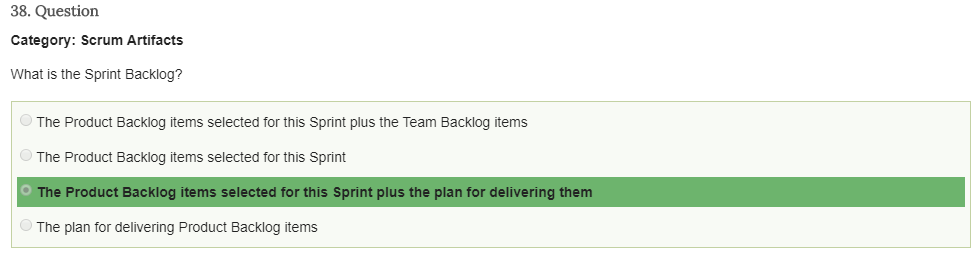 38. Question
Category: Scrum Artifacts
What is the Sprint Backlog?
The Product Backlog items selected for this Sprint plus the Team Backlog items
The Product Backlog items selected for this Sprint
The Product Backlog items selected for this Sprint plus the plan for delivering them
The plan for delivering Product Backlog items